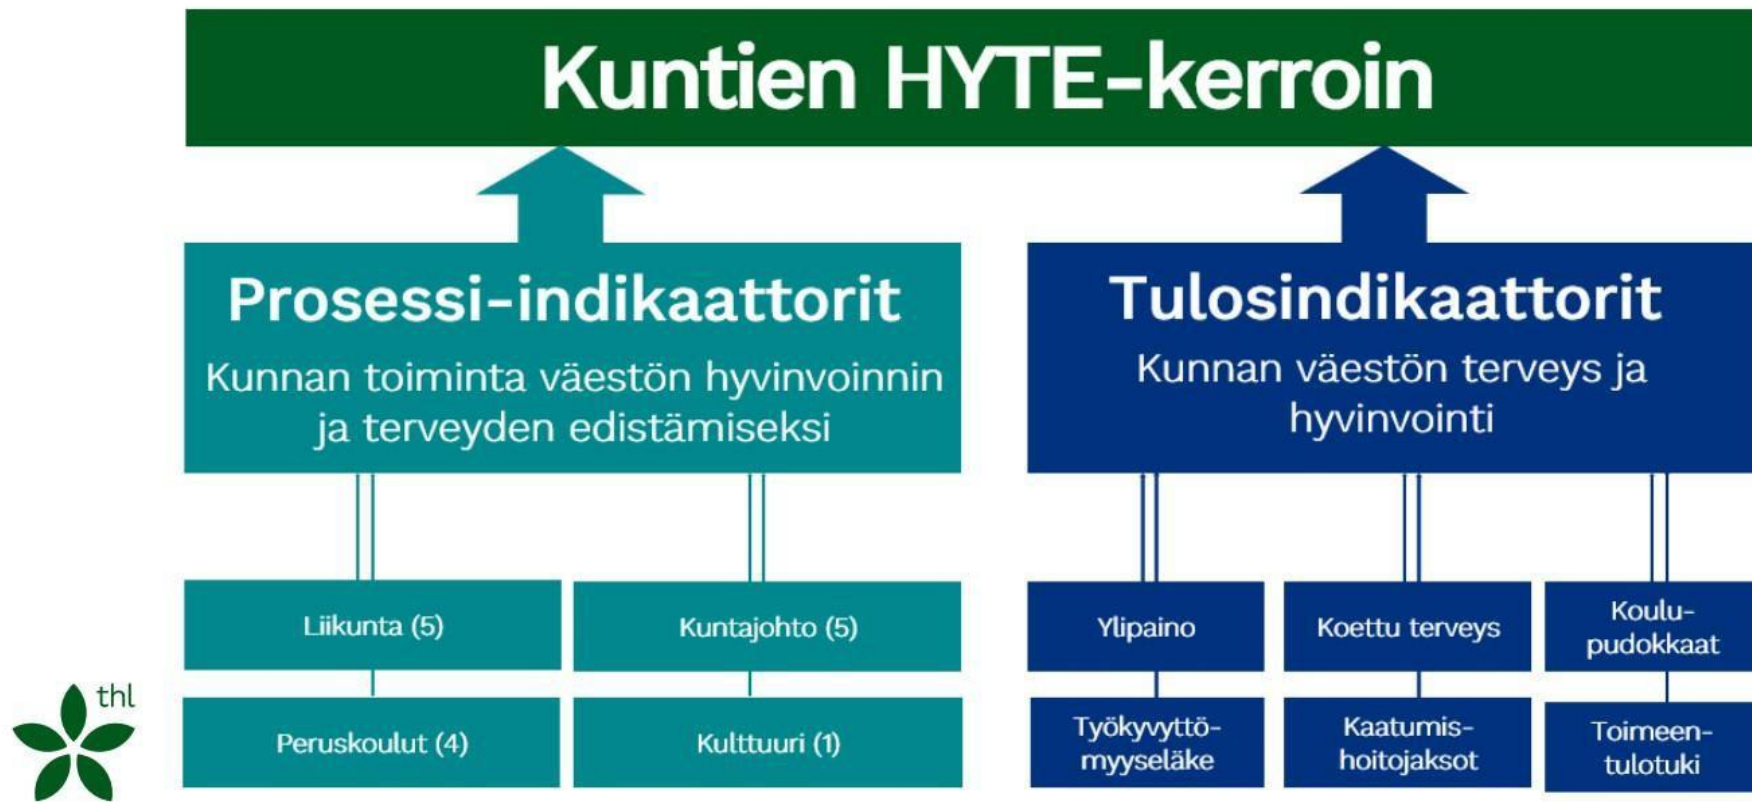 Kuntien HYTE-kerroin
Prosessi-indikaattorit
Kunnan toiminta väestön hyvinvoinnin
ja terveyden edistämiseksi
Liikunta (5)
Kuntajohto (5)
Peruskoulut (4)
Kulttuuri (1)
Tulosindikaattorit
Kunnan väestön terveys ja
hyvinvointi
Ylipaino
Koettu terveys
Koulu-
pudokkaat
Työkyvyttö-
myyseläke
Kaatumis-
hoitojaksot
Toimeen-
tulotuki
thl